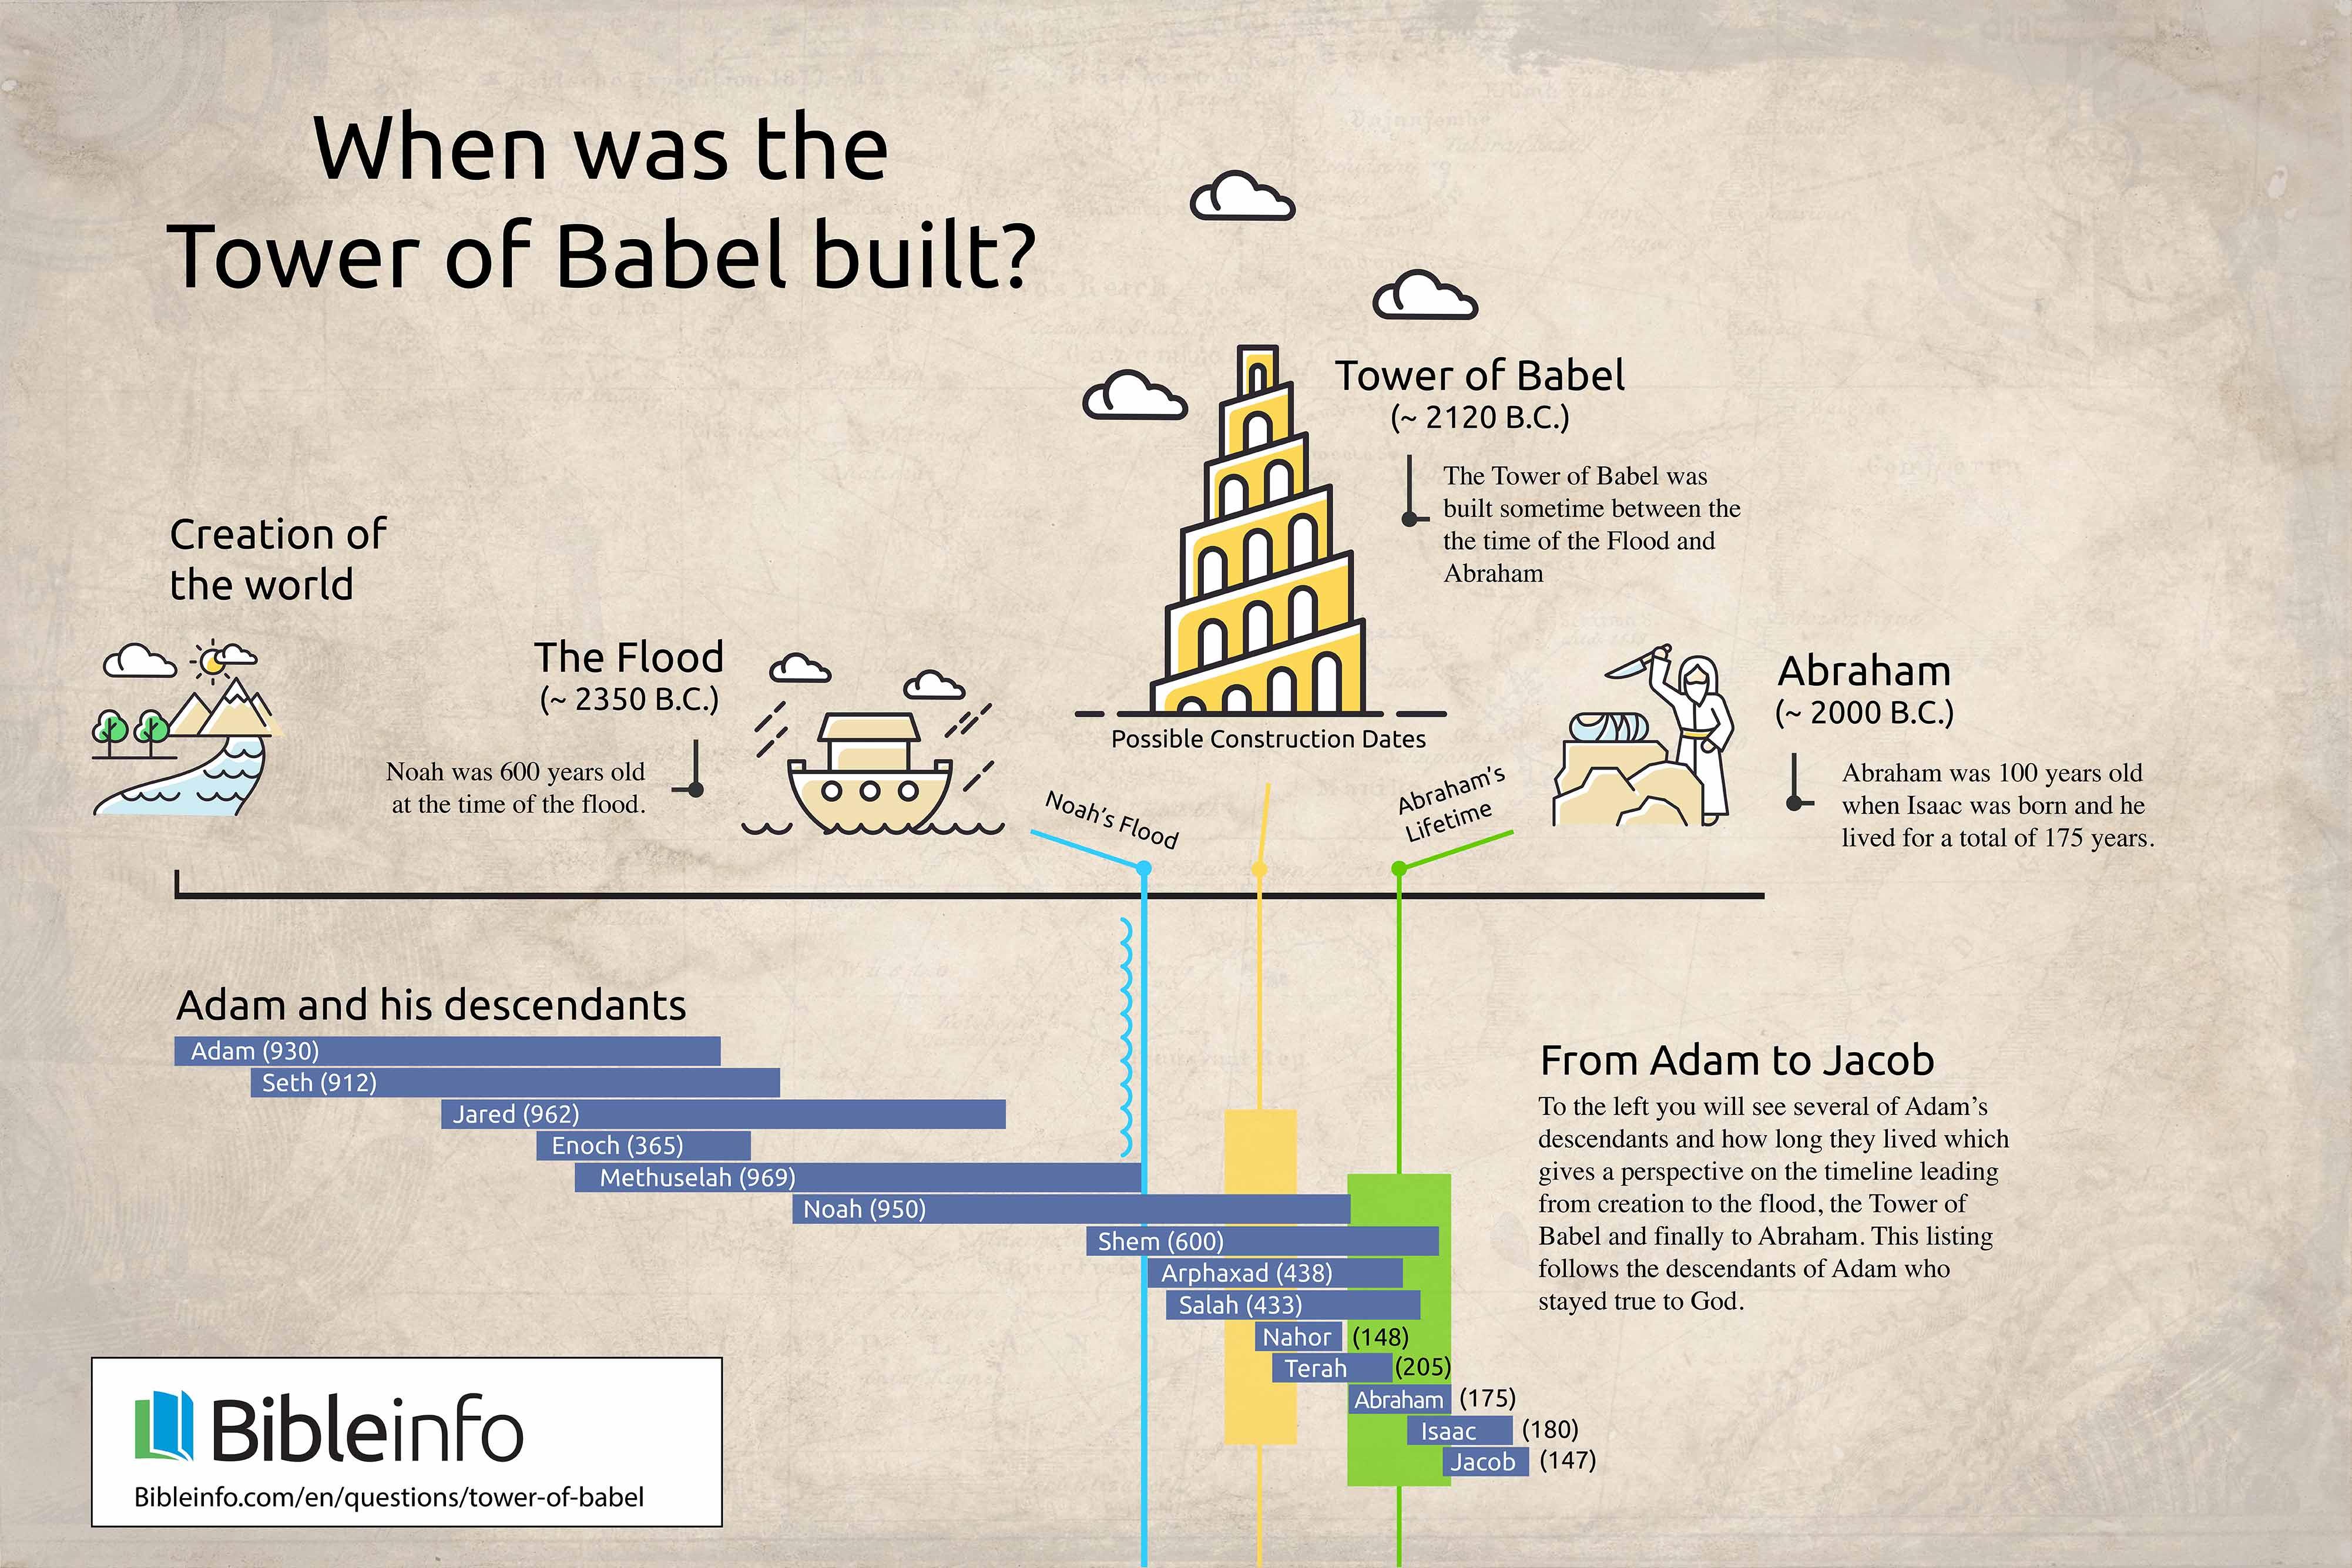 When was the
Tower of Babel built?
Tower of Babel
(~ 2120 B.C.)
The Tower of Babel was
built sometime between the
the time of the Flood and
Abraham
Creation of
the world
The Flood
(~ 2350 B.C.)
Noah was 600 years old
at the time of the flood.
Possible Construction Dates
Noah's Flood
Abraham's
Lifetime
Abraham
(~ 2000 B.C.)
Abraham was 100 years old
when Isaac was born and he
lived for a total of 175 years.
Adam and his descendants
Adam (930)
Seth (912)
Jared (962)
Enoch (365)
Methuselah (969)
Noah (950)
Shem (600)
Arphaxad (438)
Salah (433)
Nahor (148)
Terah (205)
Abraham (175)
Isaac (180)
Jacob (147)
From Adam to Jacob
To the left you will see several of Adam's
descendants and how long they lived which
gives a perspective on the timeline leading
from creation to the flood, the Tower of
Babel and finally to Abraham. This listing
follows the descendants of Adam who
stayed true to God.
Bibleinfo
Bibleinfo.com/en/questions/tower-of-babel